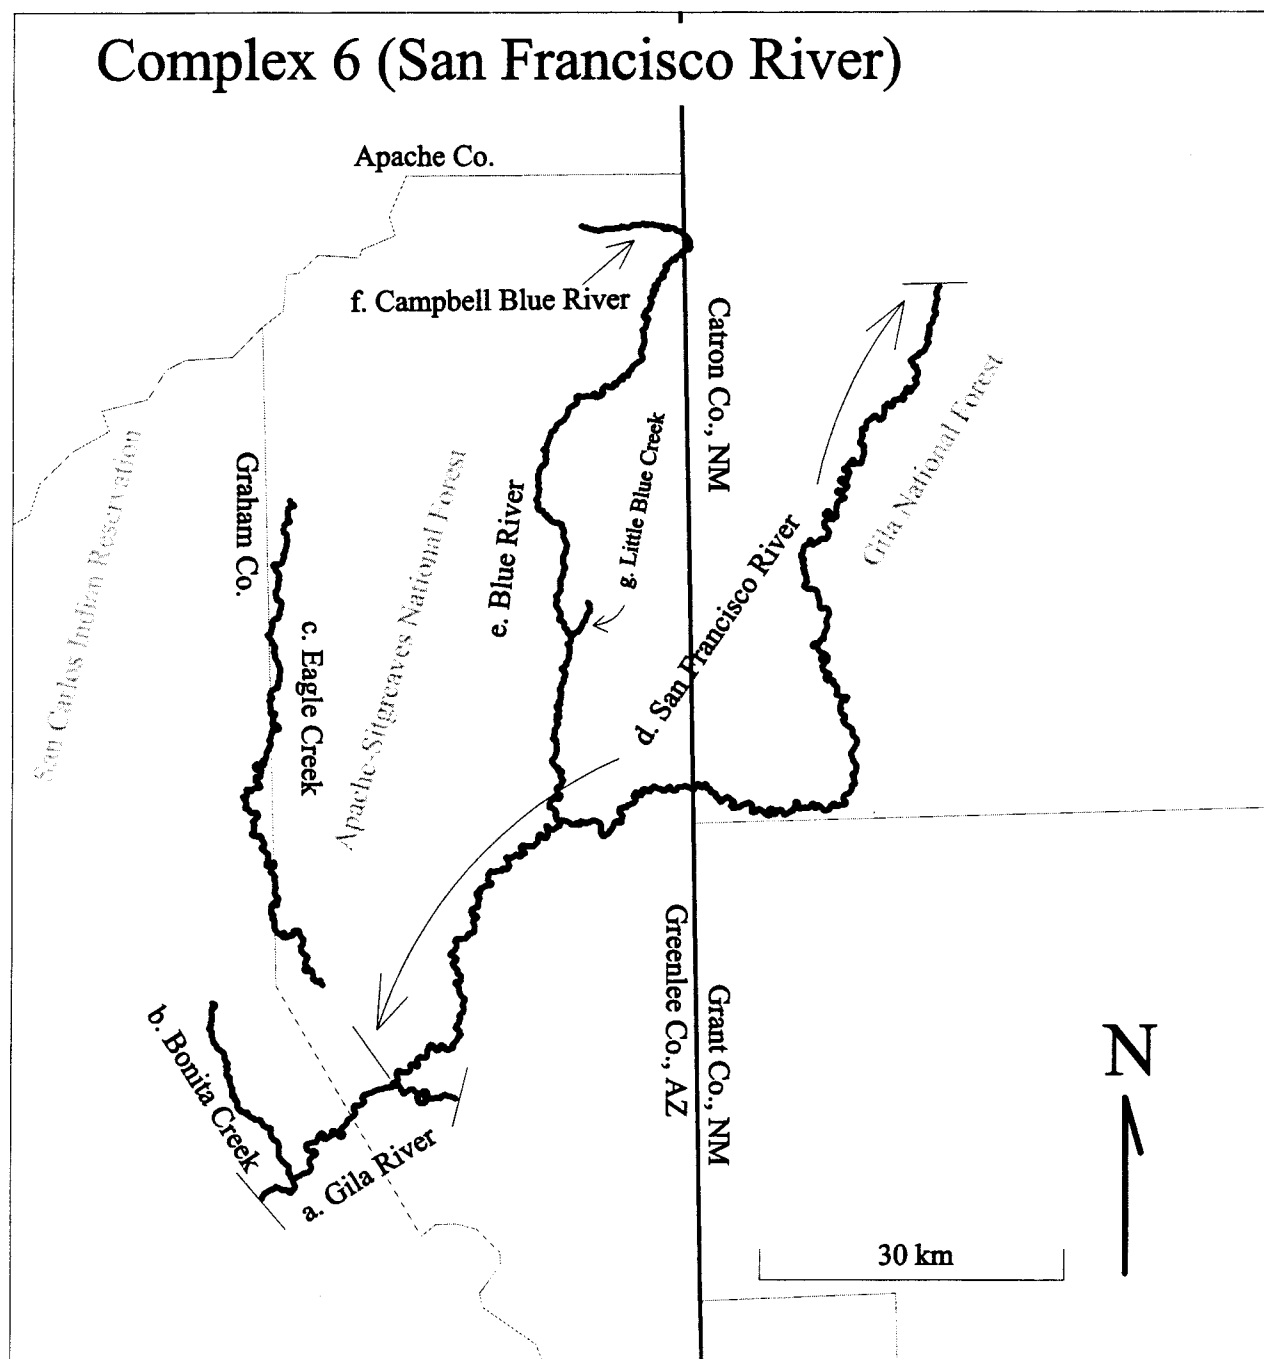 Complex 6 (San Francisco River)
Apache Co.
f. Campbell Blue River
Catron Co., NM
Gila National Forest
g. Little Blue Creek
San Carlos Indian Reservation
Graham Co.
Apache-Sitgreaves National Forest
e. Blue River
d. San Francisco River
c. Eagle Creek
Greenlee Co., AZ
Grant Co., NM
b. Bonita Creek
N
a. Gila River
30 km